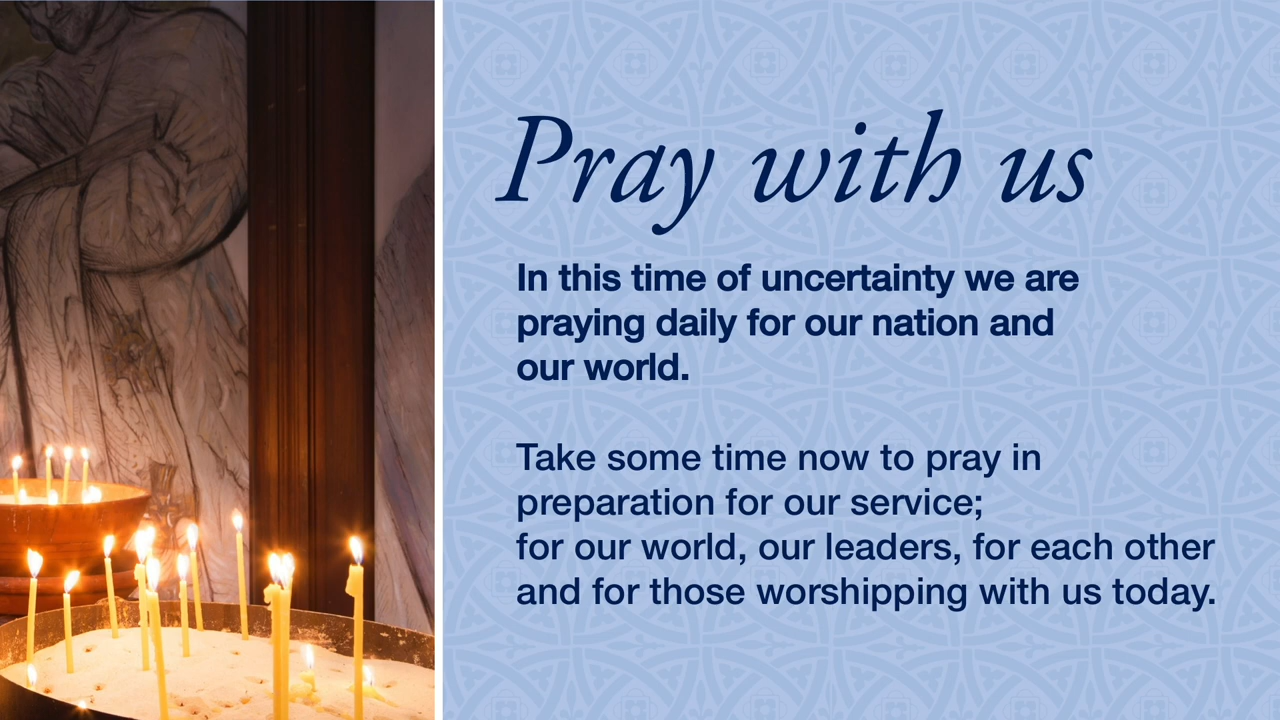 Pray with us
In this time of uncertainty we are
praying daily for our nation and
our world.
Take some time now to pray in
preparation for our service;
for our world, our leaders, for each other
and for those worshipping with us today.